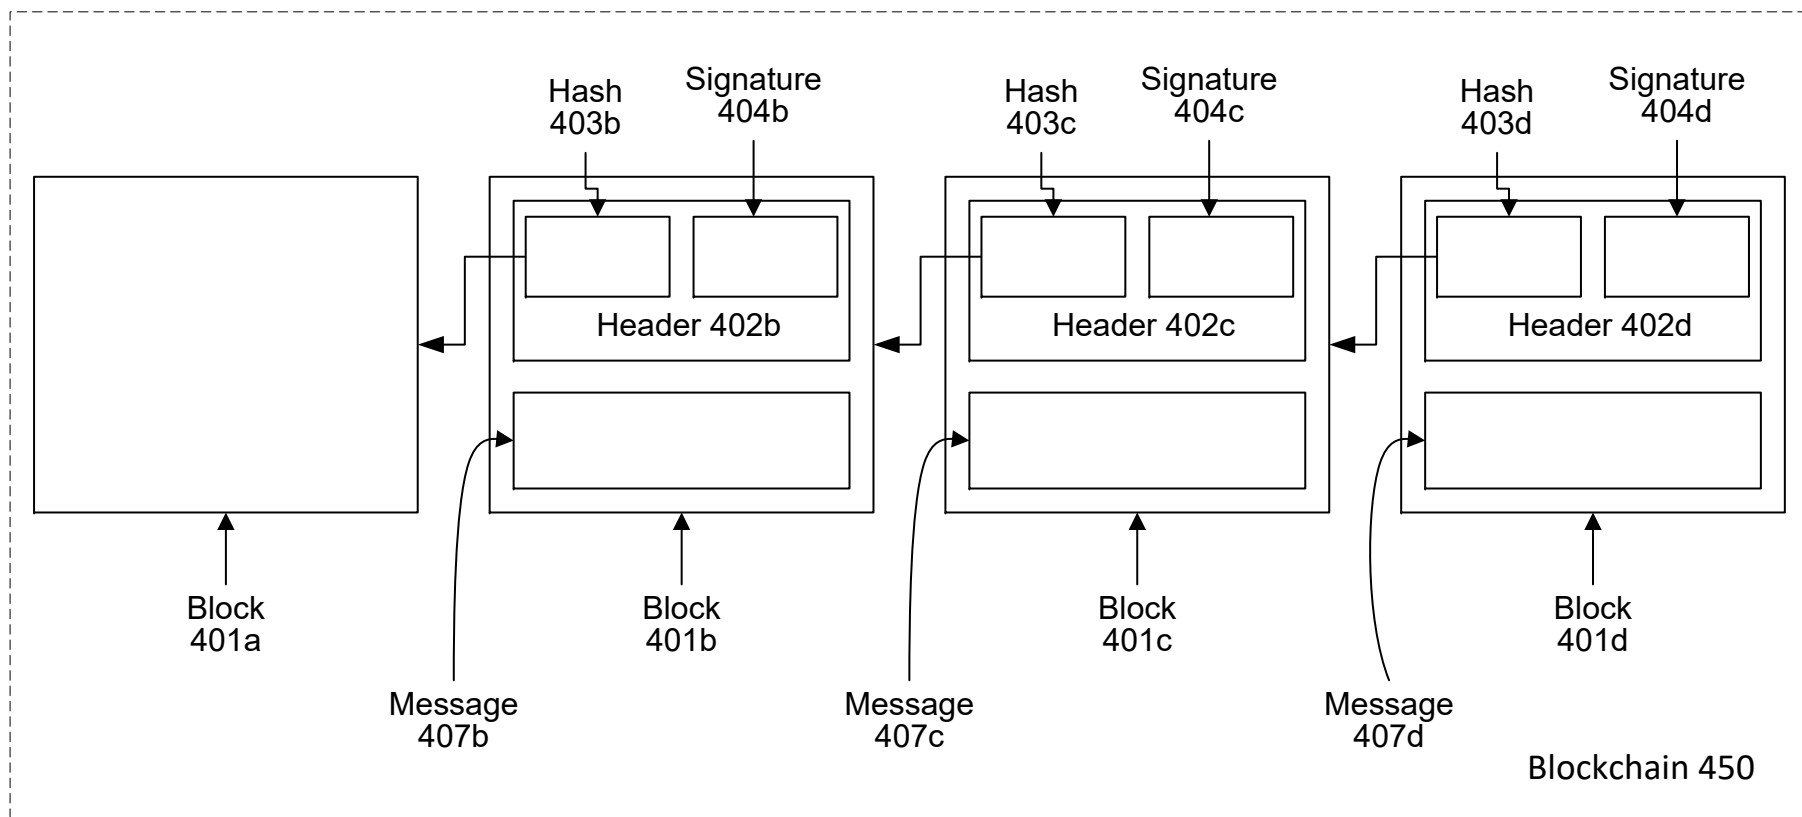 Hash
403b
Signature
404b
Hash
403c
Signature
404c
Hash
403d
Signature
404d
Header 402b
Header 402c
Header 402d
Block
401a
Block
401b
Block
401c
Block
401d
Message
407b
Message
407c
Message
407d
Blockchain 450